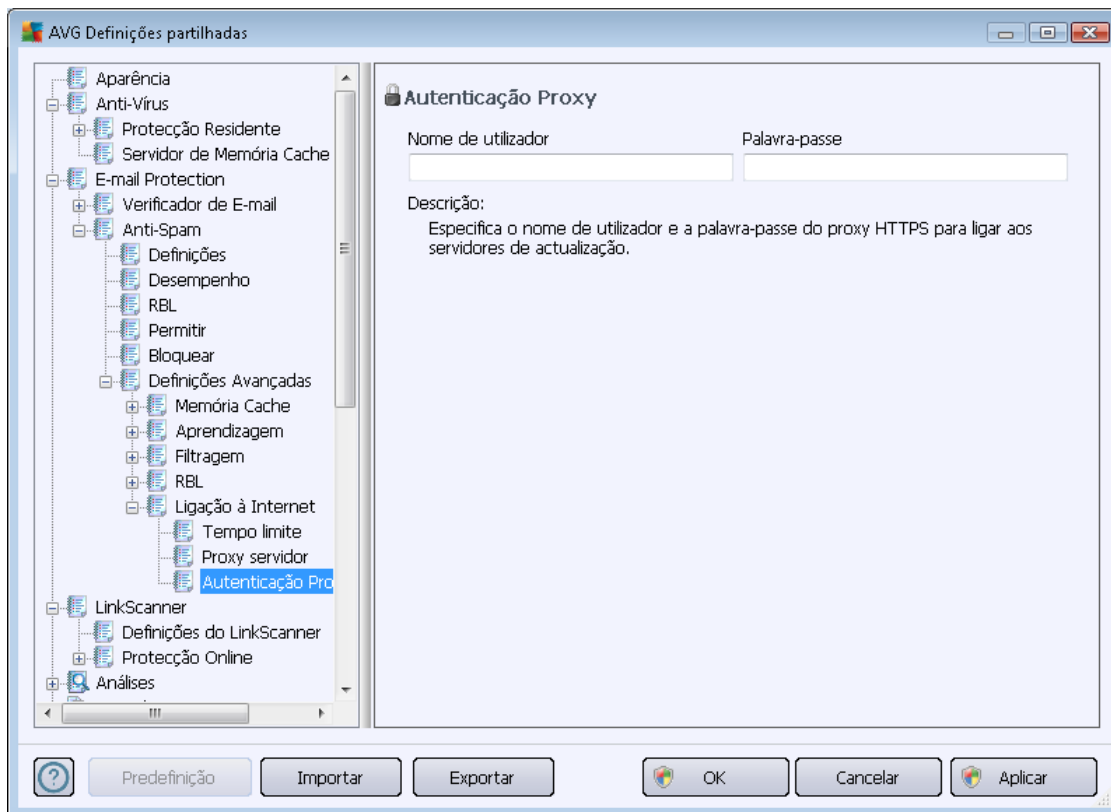 AVG Definições partilhadas
Aparência
Anti-Vírus
Protecção Residente
Servidor de Memória Cache
E-mail Protection
Verificador de E-mail
Anti-Spam
Definições
Desempenho
RBL
Permitir
Bloquear
Definições Avançadas
Memória Cache
Aprendizagem
Filtragem
RBL
Ligação à Internet
Tempo limite
Proxy servidor
Autenticação Pro
LinkScanner
Definições do LinkScanner
Protecção Online
Análises
Autenticação Proxy
Nome de utilizador
Palavra-passe
Descrição:
Especifica o nome de utilizador e a palavra-passe do proxy HTTPS para ligar aos
servidores de actualização.
Predefinição
Importar
Exportar
OK
Cancelar
Aplicar